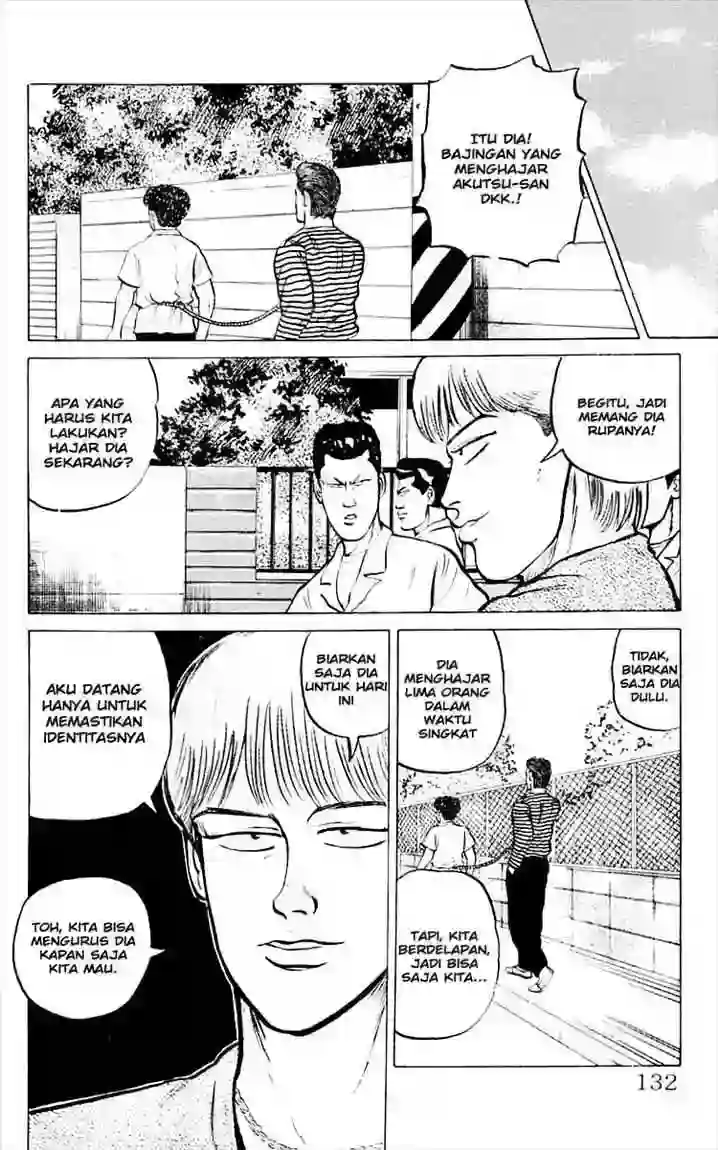 ITU DIA!
BAJINGAN YANG
MENGHAJAR
AKUTSU-SAN
DKK.!
BEGITU, JADI
MEMANG DIA
RUPANYA!
APA YANG
HARUS KITA
LAKUKAN?
HAJAR DIA
SEKARANG?
TIDAK,
BIARKAN
SAJA DIA
DULU.
DIA
MENGHAJAR
LIMA ORANG
DALAM
WAKTU
SINGKAT
TAPI, KITA
BERDELAPAN,
JADI BISA
SAJA KITA...
BIARKAN
SAJA DIA
UNTUK HARI
INI
AKU DATANG
HANYA UNTUK
MEMASTIKAN
IDENTITASNYA
TOH, KITA BISA
MENGURUS DIA
KAPAN SAJA
KITA MAU.
132